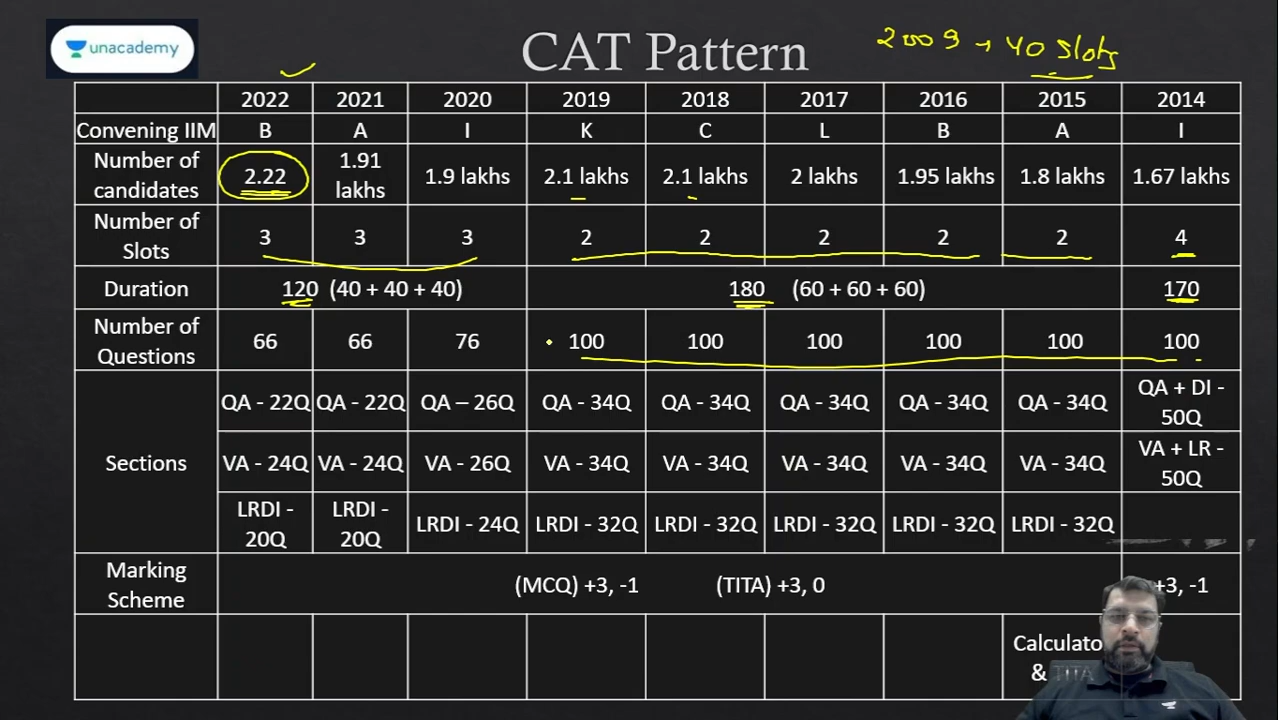 unacademy
CAT Pattern
2009 → 40 Slots
2022 2021 2020 2019 2018 2017 2016 2015 2014
Convening IIM B A I K C L B A I
Number of candidates 2.22 1.91 lakhs 1.9 lakhs 2.1 lakhs 2.1 lakhs 2 lakhs 1.95 lakhs 1.8 lakhs 1.67 lakhs
Number of Slots 3 3 3 2 2 2 2 2 4
Duration 120 (40 + 40 + 40) 180 (60 + 60 + 60) 170
Number of Questions 66 66 76 100 100 100 100 100 100
Sections QA - 22Q QA - 22Q QA – 26Q QA - 34Q QA - 34Q QA - 34Q QA - 34Q QA - 34Q QA + DI - 50Q
VA - 24Q VA - 24Q VA - 26Q VA - 34Q VA - 34Q VA - 34Q VA - 34Q VA - 34Q VA + LR - 50Q
LRDI - 20Q LRDI - 20Q LRDI - 24Q LRDI - 32Q LRDI - 32Q LRDI - 32Q LRDI - 32Q LRDI - 32Q
Marking Scheme (MCQ) +3, -1 (TITA) +3, 0 +3, -1
Calculato
& TITA